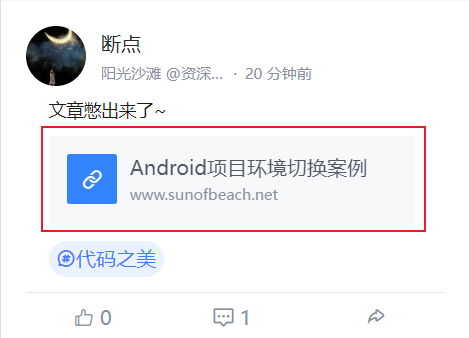 断点
阳光沙滩 @资深... · 20 分钟前
文章憋出来了~
Android项目环境切换案例
www.sunofbeach.net
#代码之美
0
1